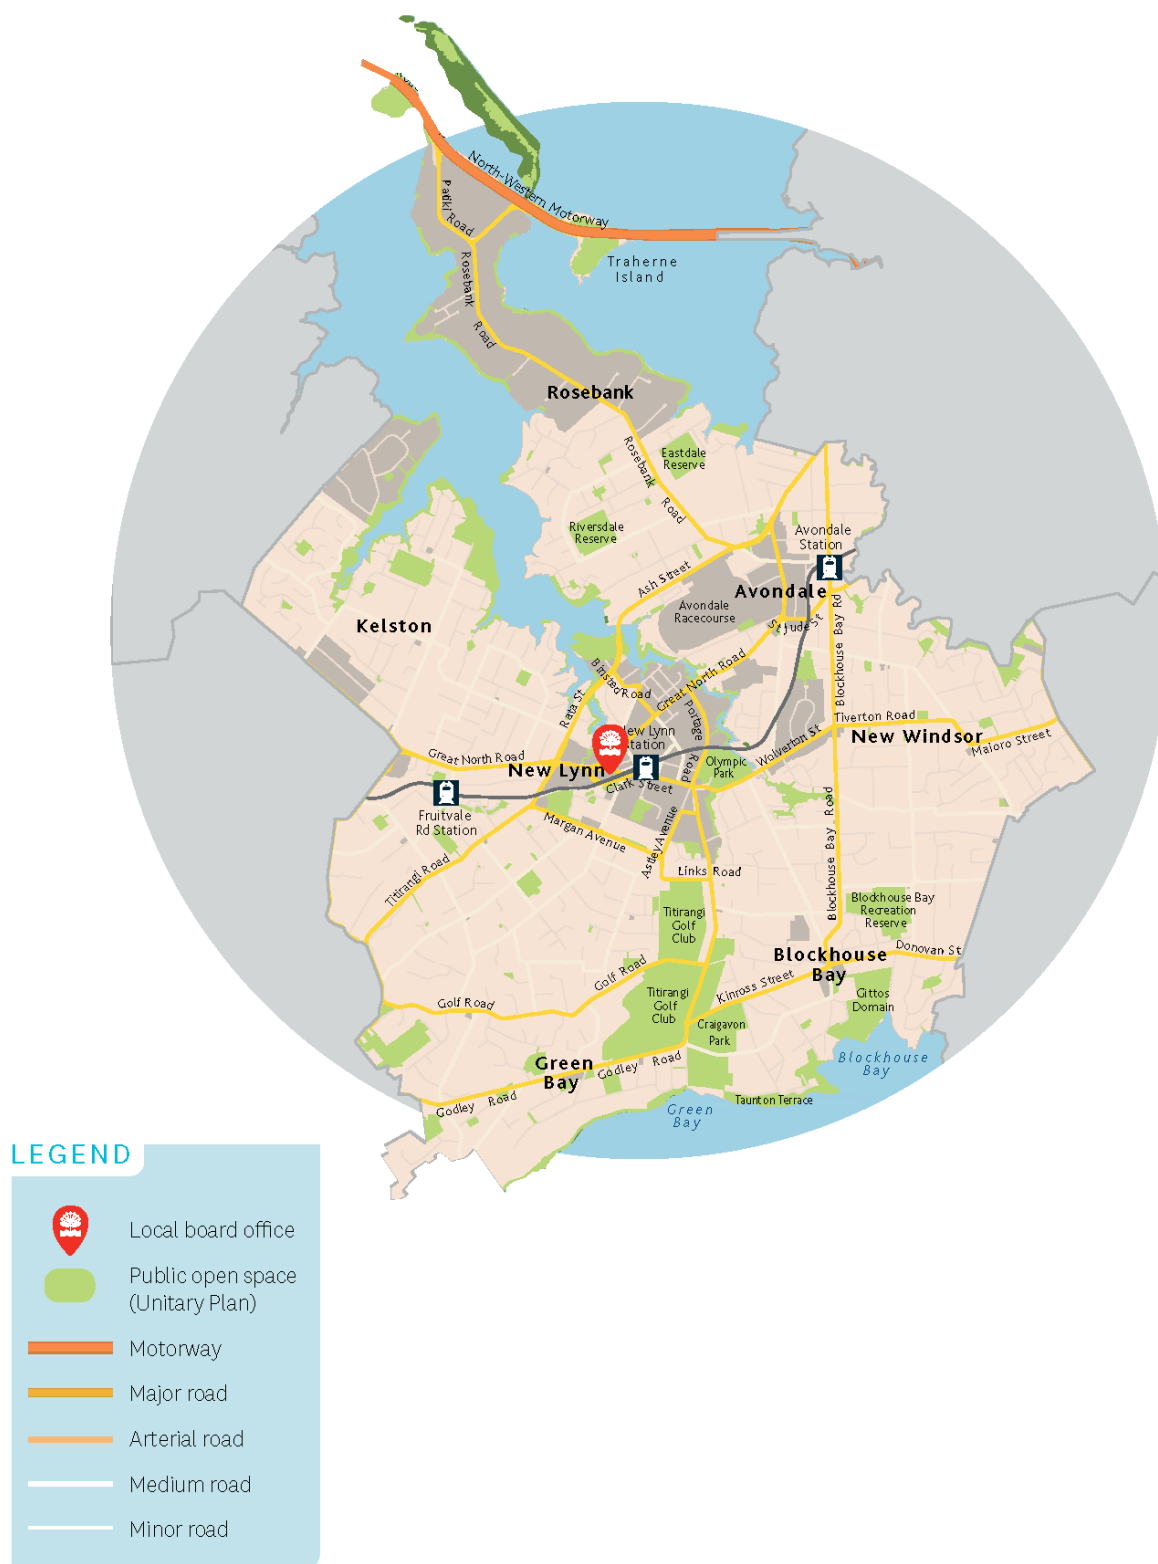 North-Western Motorway
Patiki
Road
Traherne
Island
Rosebank
Road
Rosebank
Rosebank
Road
Eastdale
Reserve
Riversdale
Reserve
Avondale
Station
Ash Street
Avondale
Avondale
Racecourse
St Jude St
Blockhouse Bay Rd
Kelston
Binsted Road
Great North Road
Rata St
Portage
Road
New Lynn
Station
Tiverton Road
New Windsor
Maioro Street
Great North Road
New Lynn
Olympic
Park
Wolverton St
Clark Street
Fruitvale
Rd Station
Margan Avenue
Astley Avenue
Blockhouse Bay Road
Titirangi Road
Links Road
Titirangi
Golf
Club
Blockhouse Bay
Recreation
Reserve
Donovan St
Blockhouse
Bay
Golf Road
Golf Road
Kinross Street
Titirangi
Golf
Club
Gittos
Domain
Craigavon
Park
Blockhouse
Bay
Green
Bay
Godley Road
Godley Road
Green
Bay
Taunton Terrace
LEGEND
Local board office
Public open space
(Unitary Plan)
Motorway
Major road
Arterial road
Medium road
Minor road